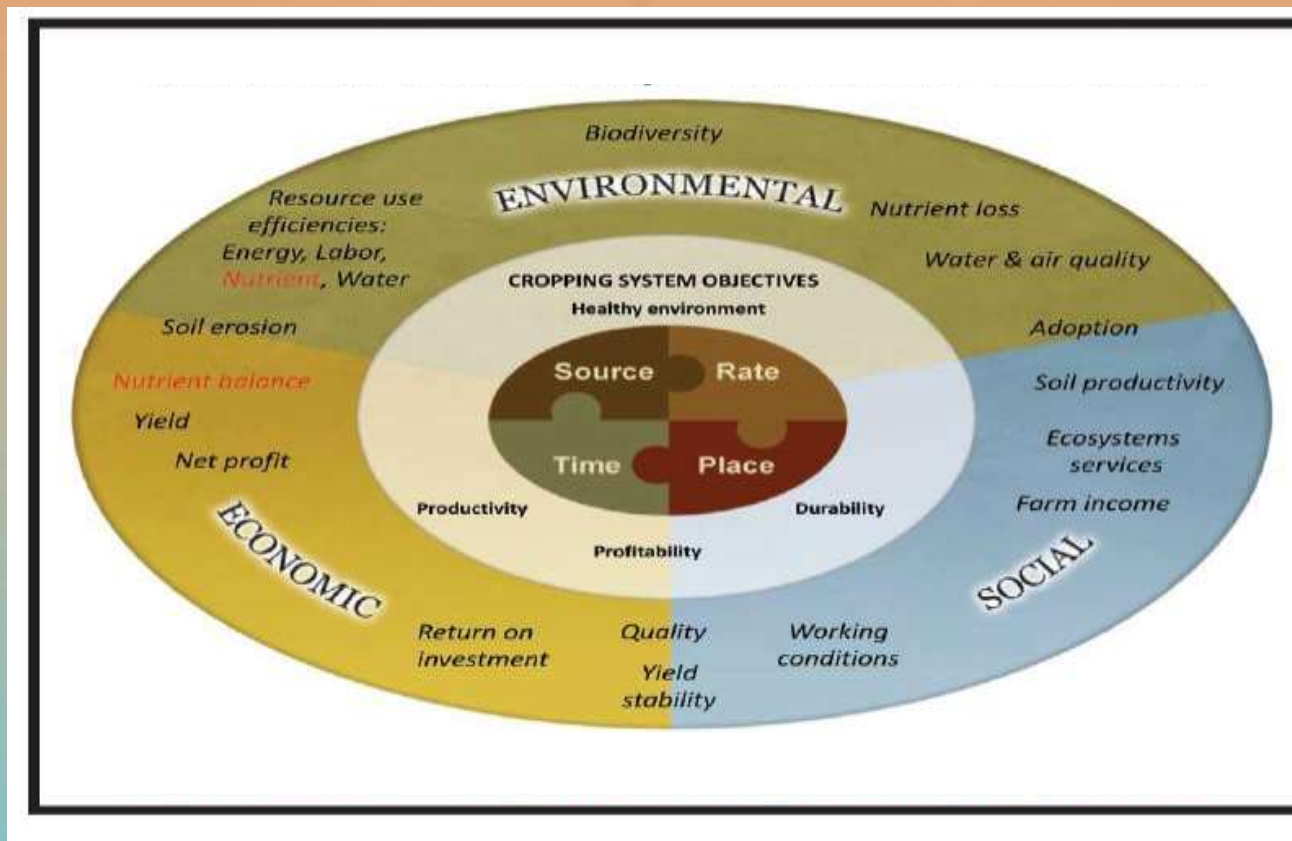 Biodiversity
ENVIRONMENTAL
Resource use
efficiencies:
Energy, Labor,
Nutrient, Water
Nutrient loss
Water & air quality
CROPPING SYSTEM OBJECTIVES
Healthy environment
Soil erosion
Adoption
Nutrient balance
Yield
Net profit
Source
Rate
Time
Place
Soil productivity
Ecosystems
services
Farm income
Productivity
Durability
Profitability
ECONOMIC
SOCIAL
Return on
investment
Quality
Yield
stability
Working
conditions